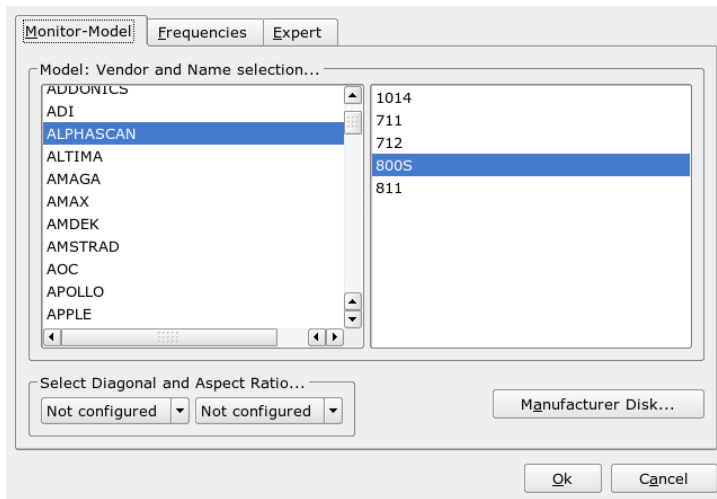 Monitor-Model Frequencies Expert
Model: Vendor and Name selection...
ADDONICS
ADI
ALPHASCAN
ALTIMA
AMAGA
AMAX
AMDEK
AMSTRAD
AOC
APOLLO
APPLE
1014
711
712
800S
811
Select Diagonal and Aspect Ratio...
Not configured Not configured
Manufacturer Disk...
Ok Cancel